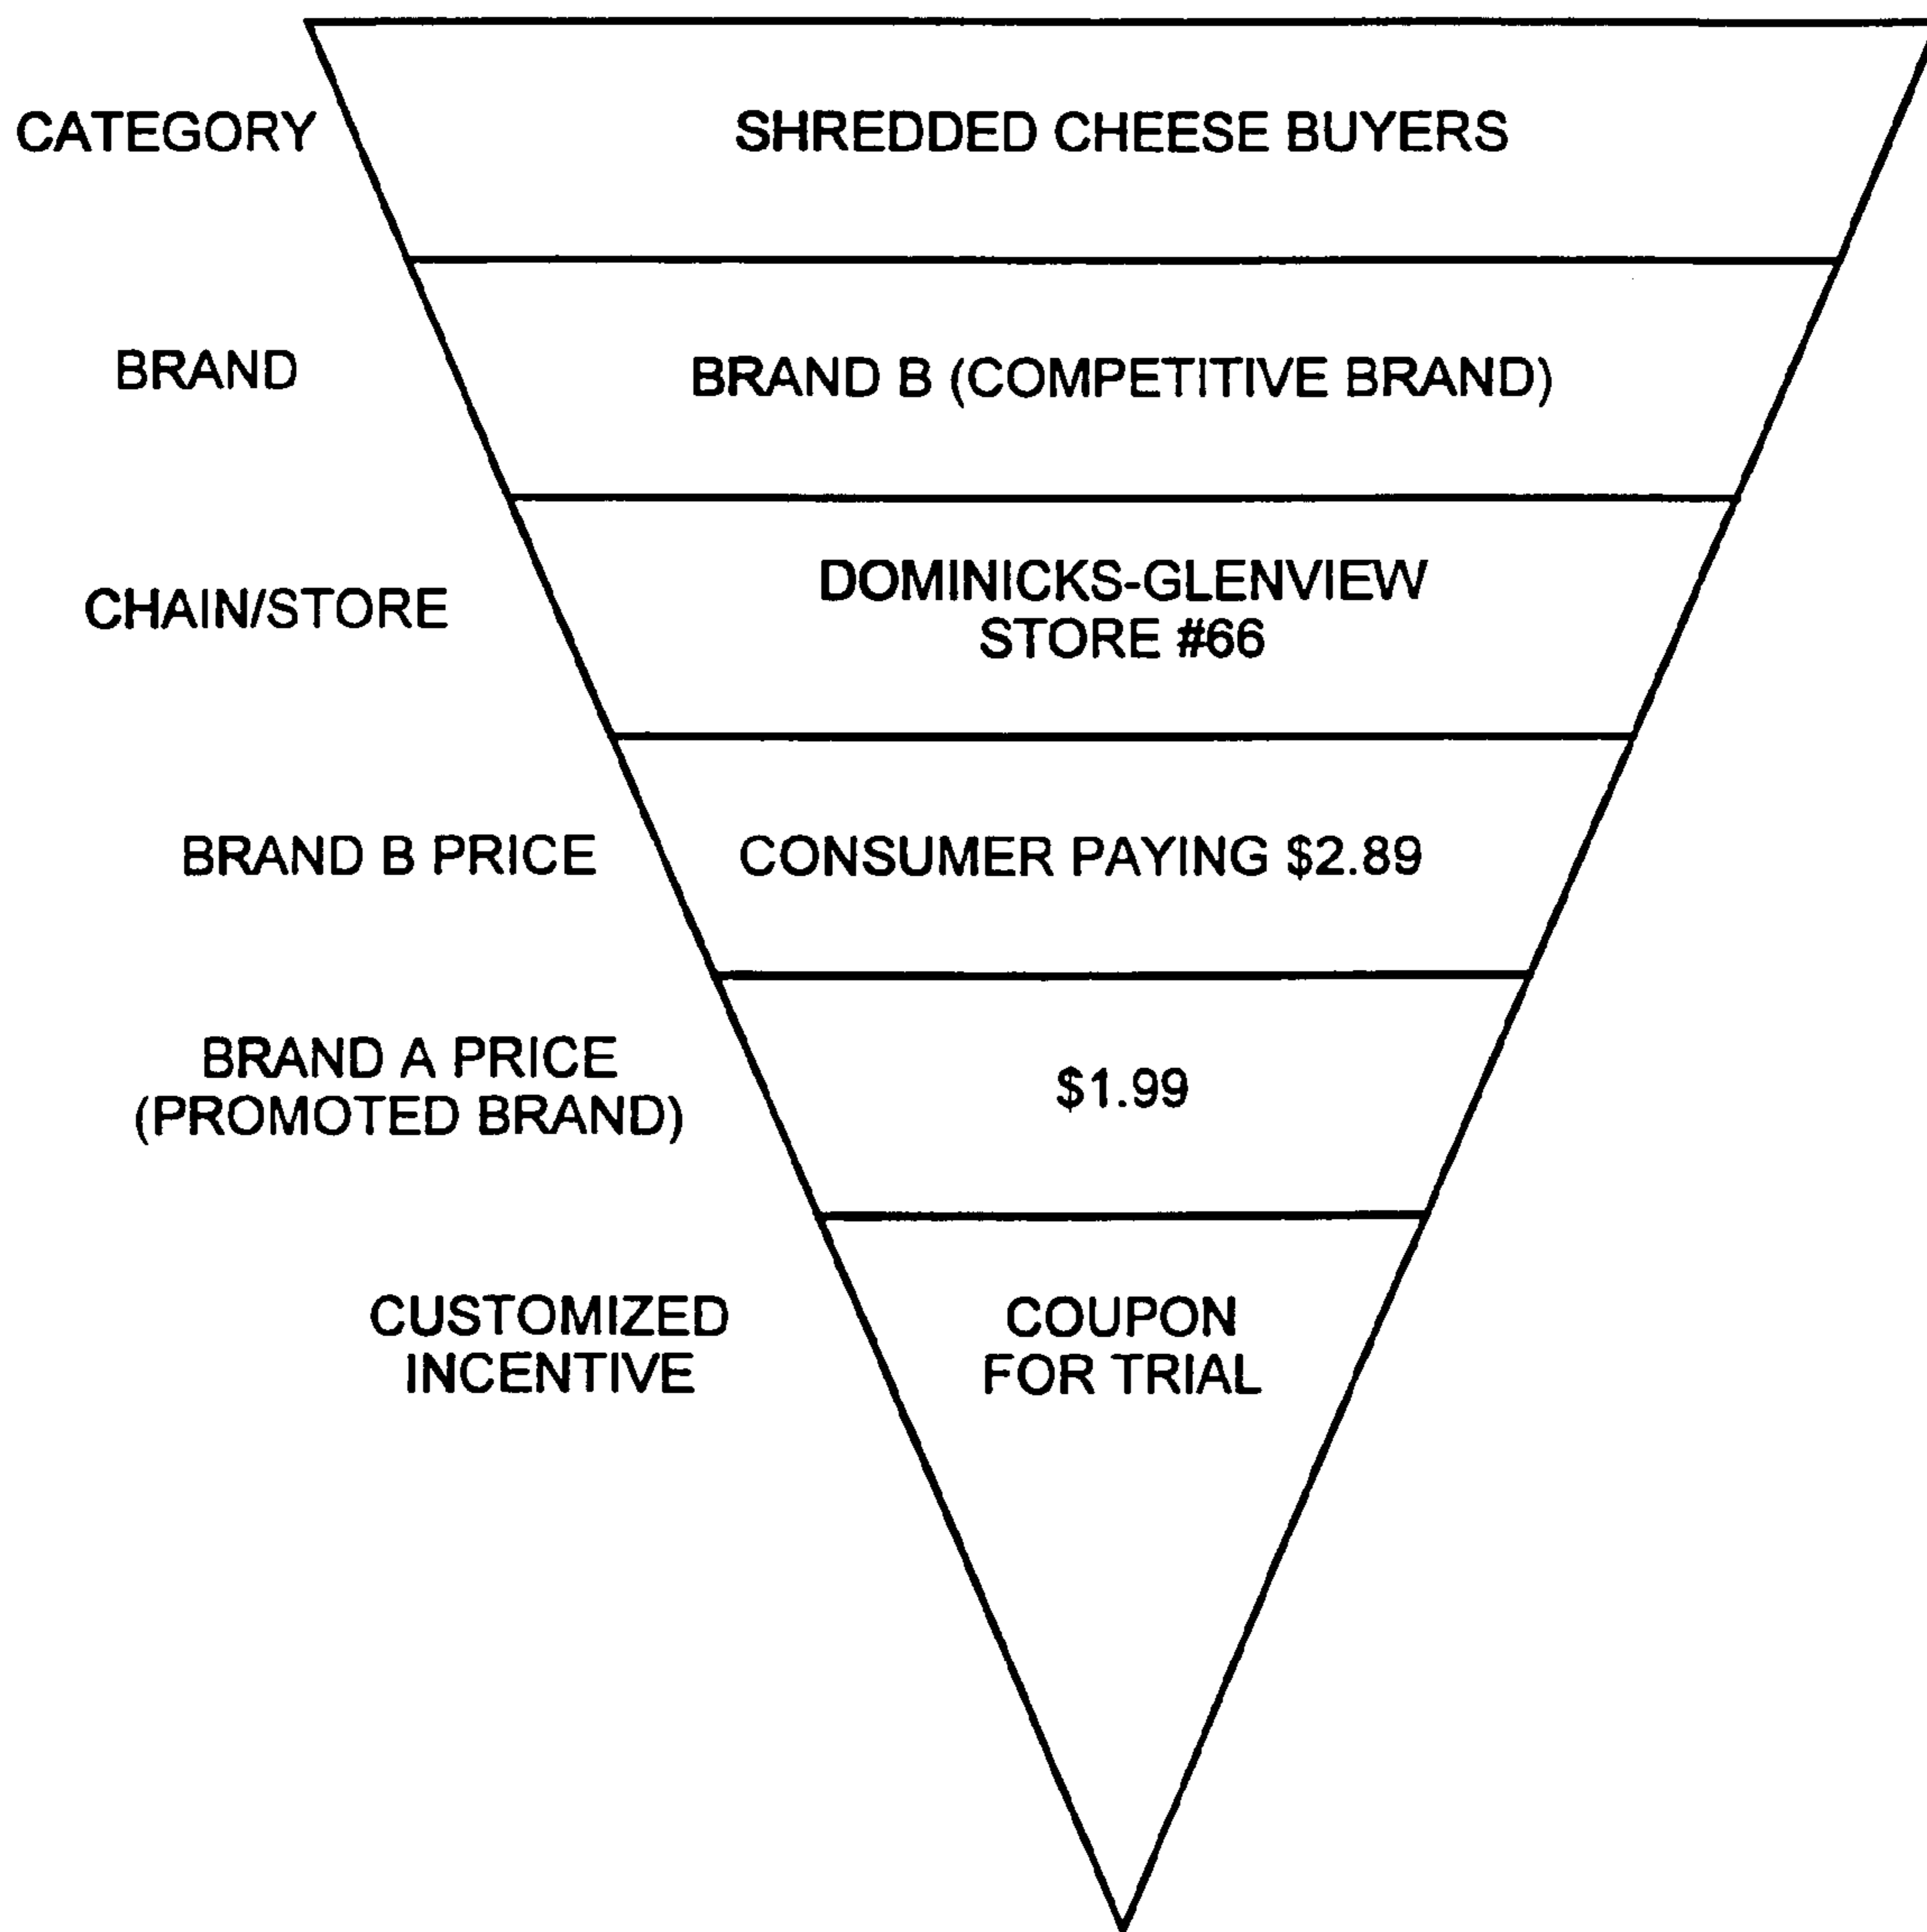 CATEGORY
SHREDDED CHEESE BUYERS
BRAND
BRAND B (COMPETITIVE BRAND)
CHAIN/STORE
DOMINICKS-GLENVIEW
STORE #66
BRAND B PRICE
CONSUMER PAYING $2.89
BRAND A PRICE
(PROMOTED BRAND)
$1.99
CUSTOMIZED
INCENTIVE
COUPON
FOR TRIAL